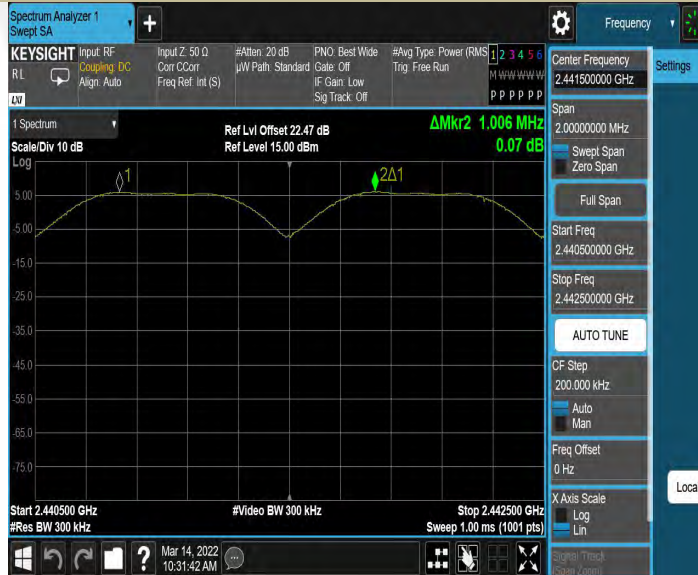 Spectrum Analyzer 1
Swept SA
+
Frequency
KEYSIGHT
RL
LXI
Input: RF
Coupling: DC
Align: Auto
Input Z: 50 Ω
Corr CCorr
Freq Ref: Int (S)
#Atten: 20 dB
µW Path: Standard
PNO: Best Wide
Gate: Off
IF Gain: Low
Sig Track: Off
#Avg Type: Power (RMS
Trig: Free Run
1 2 3 4 5 6
M W W W W W
P P P P P P
1 Spectrum
Scale/Div 10 dB
Log
Ref Lvl Offset 22.47 dB
Ref Level 15.00 dBm
ΔMkr2 1.006 MHz
0.07 dB
1
2Δ1
5.00
-5.00
-15.0
-25.0
-35.0
-45.0
-55.0
-65.0
-75.0
Start 2.440500 GHz
#Res BW 300 kHz
#Video BW 300 kHz
Stop 2.442500 GHz
Sweep 1.00 ms (1001 pts)
Center Frequency
2.441500000 GHz
Settings
Span
2.00000000 MHz
Swept Span
Zero Span
Full Span
Start Freq
2.440500000 GHz
Stop Freq
2.442500000 GHz
AUTO TUNE
CF Step
200.000 kHz
Auto
Man
Freq Offset
0 Hz
X Axis Scale
Log
Lin
Loca
Signal Track
(Span Zoom)
?
Mar 14, 2022
10:31:42 AM